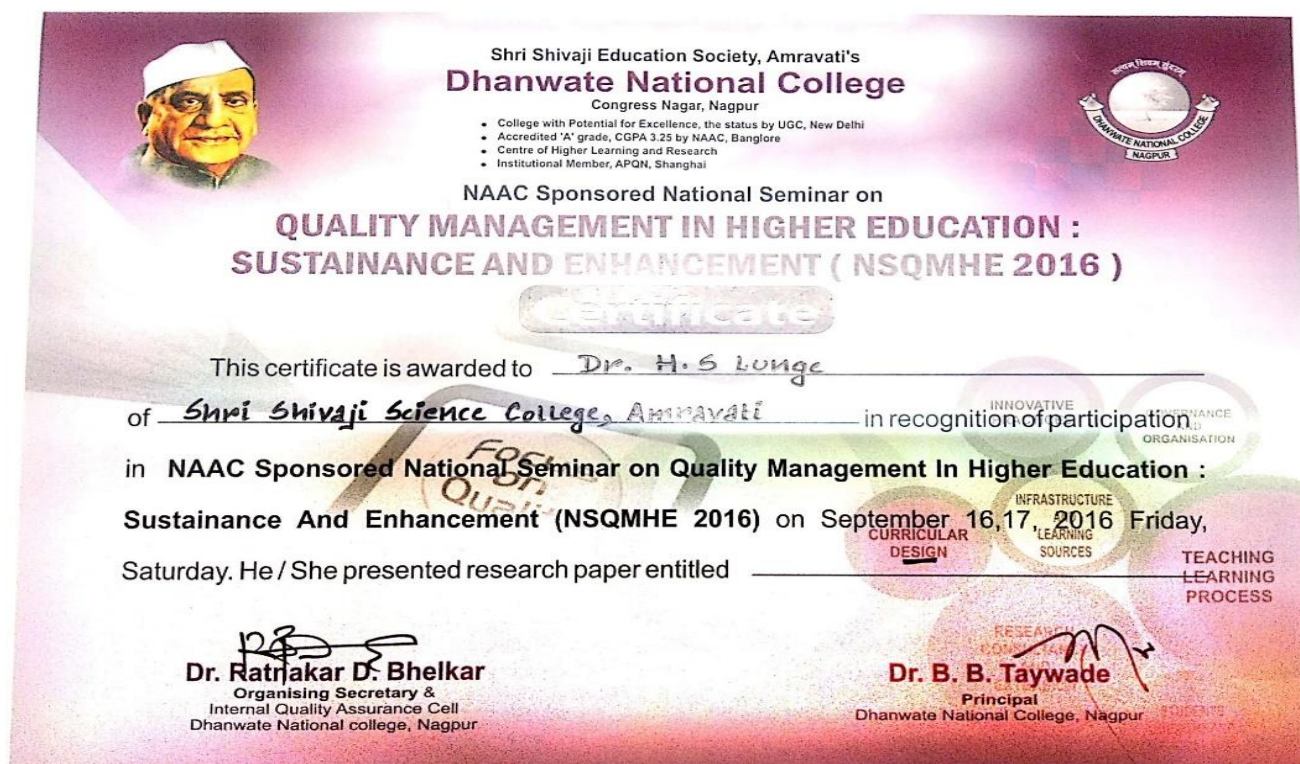 Shri Shivaji Education Society, Amravati's
Dhanwate National College
Congress Nagar, Nagpur
• College with Potential for Excellence, the status by UGC, New Delhi
• Accredited 'A' grade, CGPA 3.25 by NAAC, Banglore
• Centre of Higher Learning and Research
• Institutional Member, APQN, Shanghai
सत्यम् शिवम् सुंदरम्
DHANWATE NATIONAL COLLEGE
NAGPUR
NAAC Sponsored National Seminar on
QUALITY MANAGEMENT IN HIGHER EDUCATION :
SUSTAINANCE AND ENHANCEMENT ( NSQMHE 2016 )
Certificate
This certificate is awarded to Dr. H.S Lunge
of Shri Shivaji Science College, Amravati in recognition of participation
INNOVATIVE
ORGANISATION
in NAAC Sponsored National Seminar on Quality Management In Higher Education :
Focus
On
Quality
Sustainance And Enhancement (NSQMHE 2016) on September 16,17, 2016 Friday,
INFRASTRUCTURE
LEARNING
SOURCES
CURRICULAR
DESIGN
Saturday. He / She presented research paper entitled
TEACHING
LEARNING
PROCESS
RESEARCH
Dr. Ratnakar D. Bhelkar
Organising Secretary &
Internal Quality Assurance Cell
Dhanwate National college, Nagpur
Dr. B. B. Taywade
Principal
Dhanwate National College, Nagpur